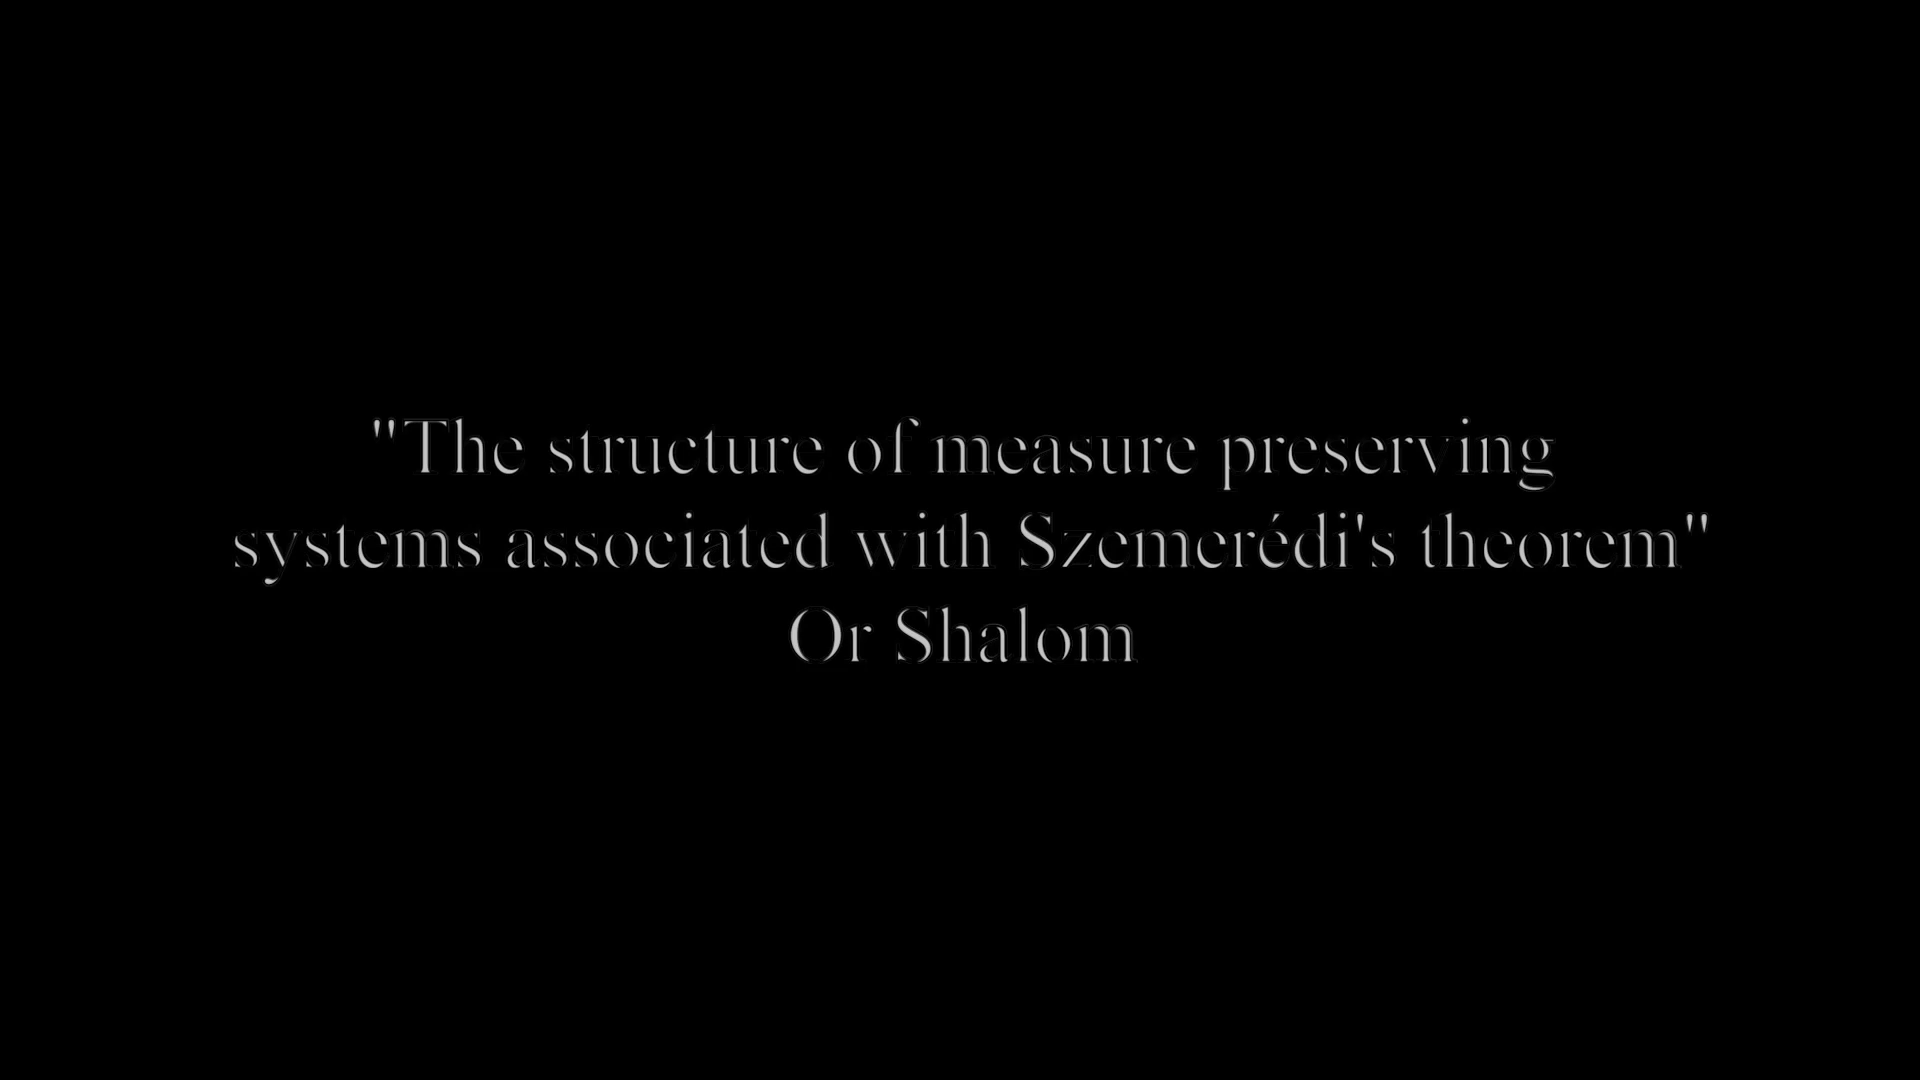 "The structure of measure preserving
systems associated with Szemerédi's theorem"
Or Shalom